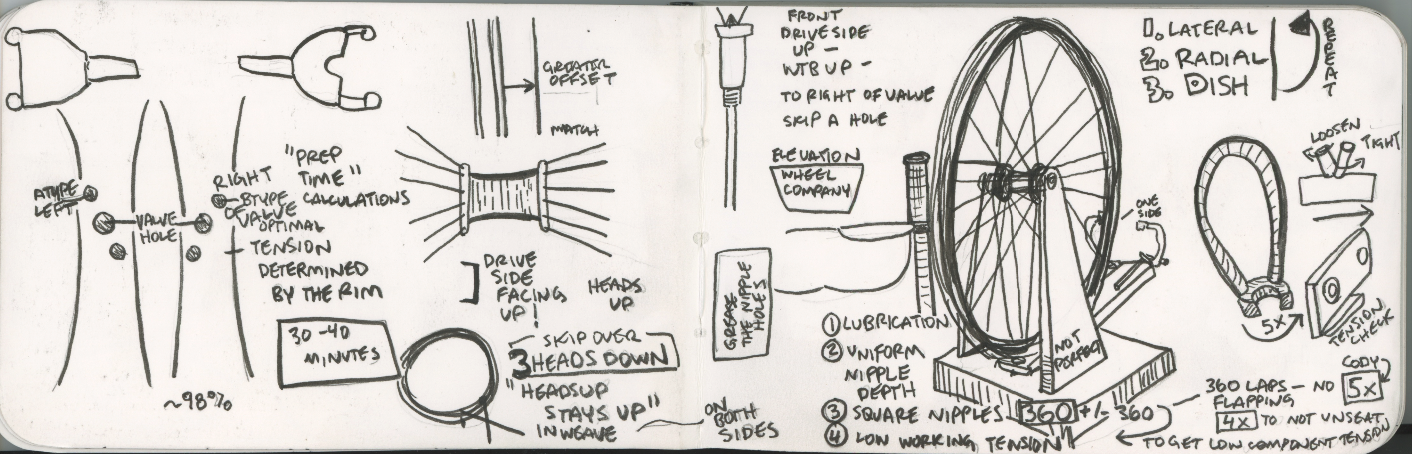 GREATER
OFFSET
MATCH
"PREP
TIME"
CALCULATIONS
ATYPE
LEFT
VALVE
HOLE
RIGHT
BTYPE
OF VALVE
OPTIMAL
TENSION
DETERMINED
BY THE RIM
30-40
MINUTES
~98%
DRIVE
SIDE
FACING
UP!
HEADS
UP
SKIP OVER
3 HEADS DOWN
"HEADS UP
STAYS UP"
IN WEAVE
ON
BOTH
SIDES
FRONT
DRIVESIDE
UP -
WTB UP -
TO RIGHT OF VALVE
SKIP A HOLE
ELEVATION
WHEEL
COMPANY
GREASE
THE NIPPLE
HOLES
1 LUBRICATION
2 UNIFORM
NIPPLE
DEPTH
3 SQUARE NIPPLES 360 +/- 360
4 LOW WORKING TENSION
NOT
PERFECT
ONE
SIDE
1. LATERAL
2. RADIAL
3. DISH
REPEAT
LOOSEN
TIGHT
5X
TENSION
CHECK
CODY
5X
360 LAPS - NO
FLAPPING
4X TO NOT UNSEAT
TO GET LOW COMPONENT TENSION